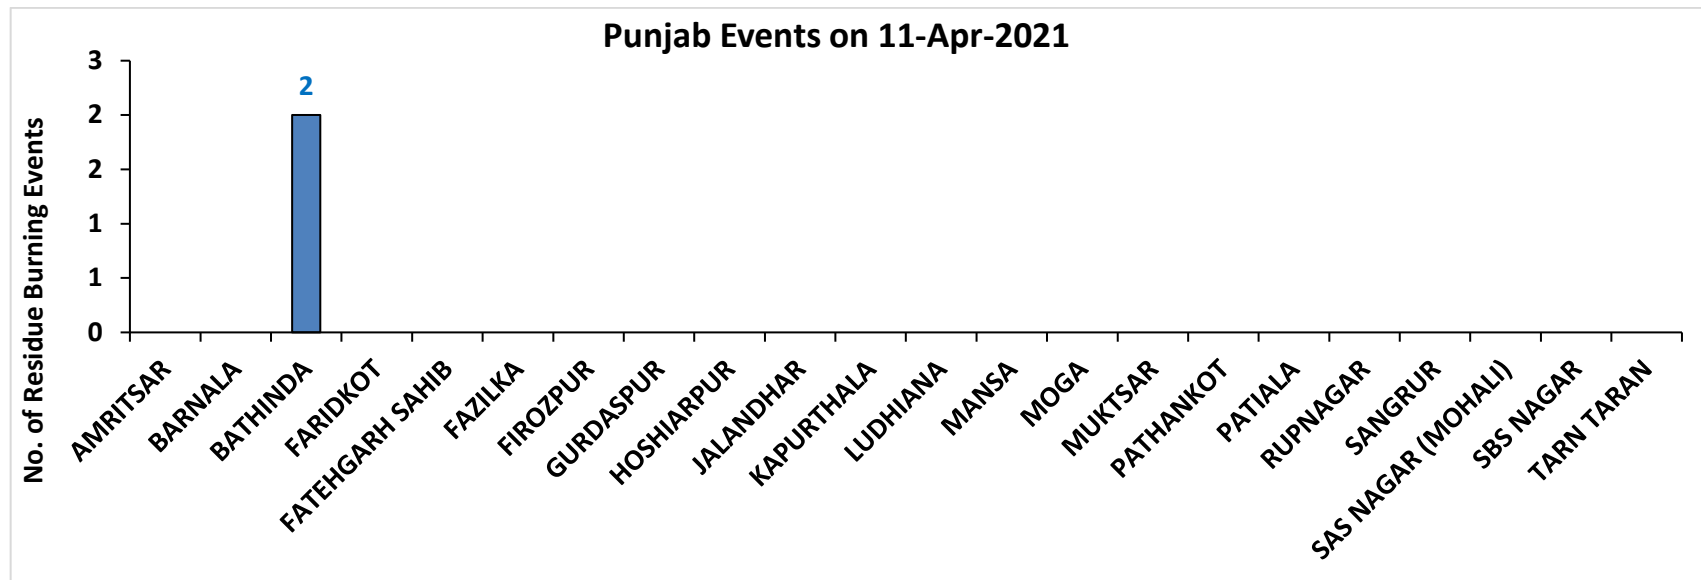 Punjab Events on 11-Apr-2021
No. of Residue Burning Events
3
2
2
1
1
0
2
AMRITSAR
BARNALA
BATHINDA
FARIDKOT
FATEHGARH SAHIB
FAZILKA
FIROZPUR
GURDASPUR
HOSHIARPUR
JALANDHAR
KAPURTHALA
LUDHIANA
MANSA
MOGA
MUKTSAR
PATHANKOT
PATIALA
RUPNAGAR
SANGRUR
SAS NAGAR (MOHALI)
SBS NAGAR
TARN TARAN